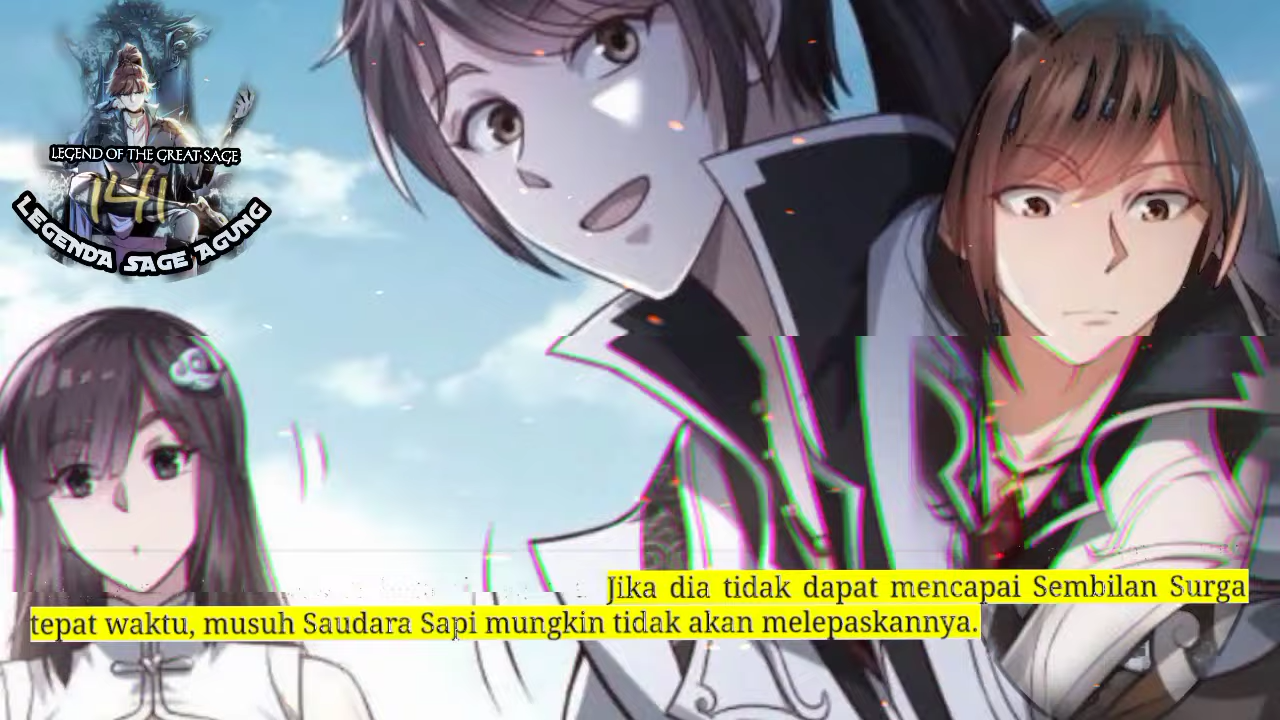 LEGEND OF THE GREAT SAGE
141
LEGENDA SAGE AGUNG
Jika dia tidak dapat mencapai Sembilan Surga
tepat waktu, musuh Saudara Sapi mungkin tidak akan melepaskannya.